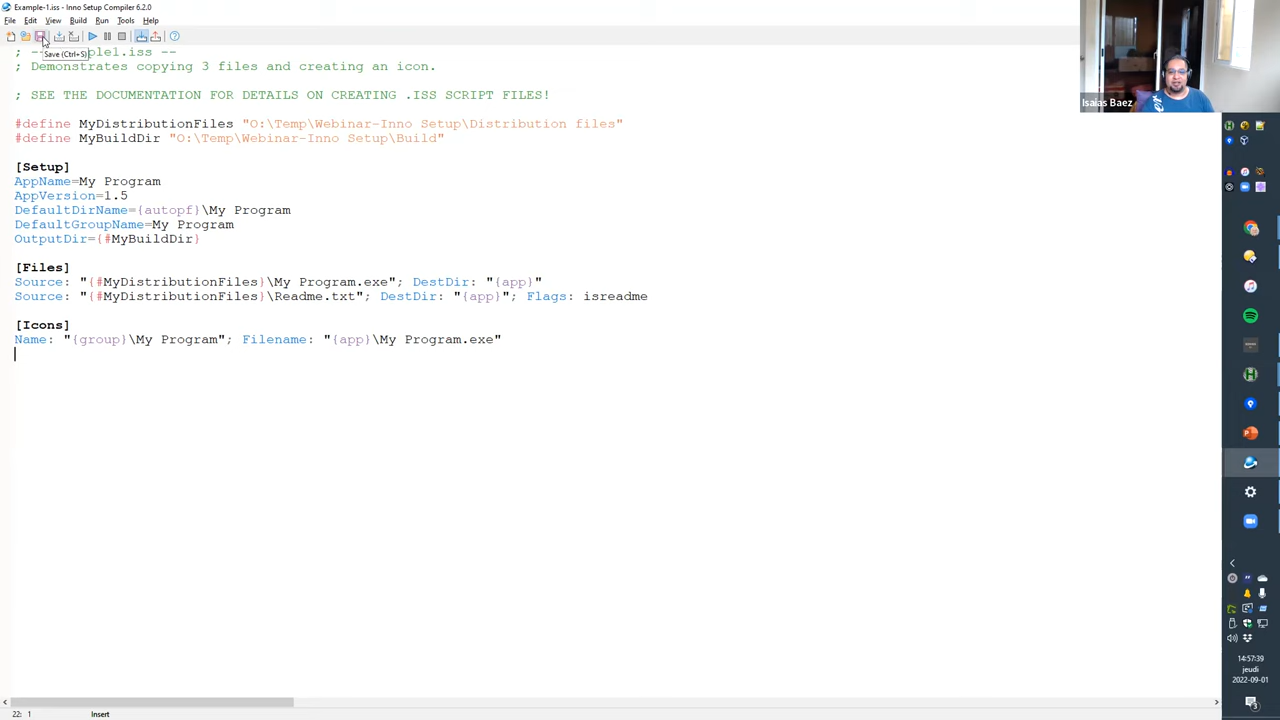 Example-1.iss - Inno Setup Compiler 6.2.0
File Edit View Build Run Tools Help
Save (Ctrl+S)
; -- ple1.iss --
; Demonstrates copying 3 files and creating an icon.
; SEE THE DOCUMENTATION FOR DETAILS ON CREATING .ISS SCRIPT FILES!
#define MyDistributionFiles "O:\Temp\Webinar-Inno Setup\Distribution files"
#define MyBuildDir "O:\Temp\Webinar-Inno Setup\Build"
[Setup]
AppName=My Program
AppVersion=1.5
DefaultDirName={autopf}\My Program
DefaultGroupName=My Program
OutputDir={#MyBuildDir}
[Files]
Source: "{#MyDistributionFiles}\My Program.exe"; DestDir: "{app}"
Source: "{#MyDistributionFiles}\Readme.txt"; DestDir: "{app}"; Flags: isreadme
[Icons]
Name: "{group}\My Program"; Filename: "{app}\My Program.exe"
22: 1 Insert
Isaias Baez
14:57:39
jeudi
2022-09-01
3